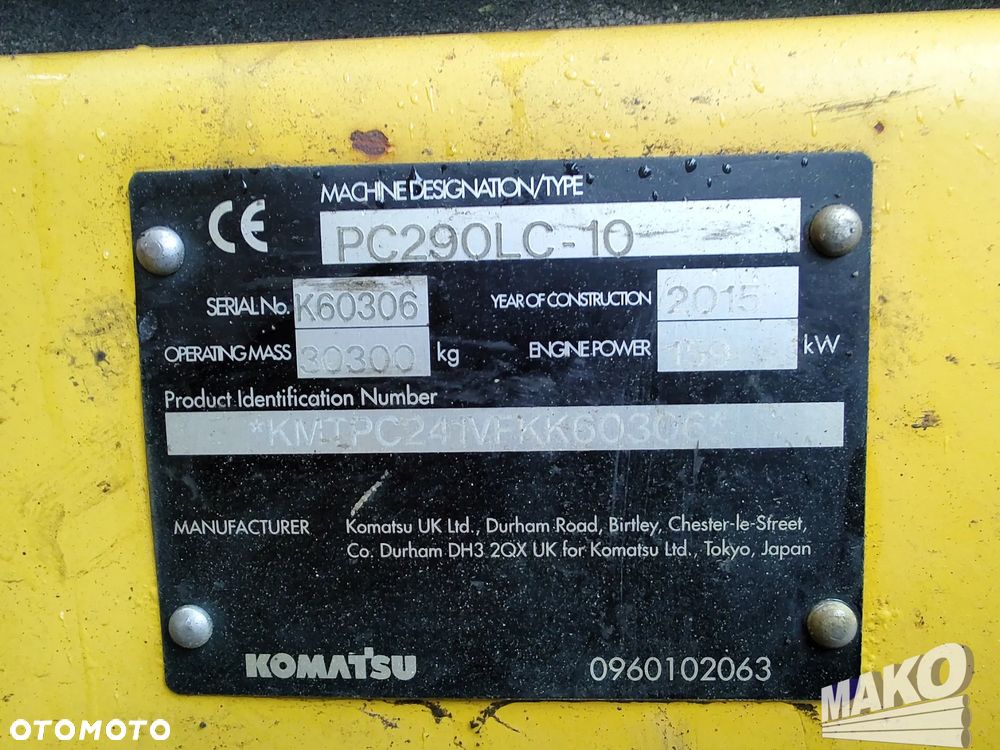 CE
MACHINE DESIGNATION/TYPE
PC290LC-10
SERIAL No. K60306
YEAR OF CONSTRUCTION 2015
OPERATING MASS 30300 kg
ENGINE POWER 159 kW
Product Identification Number
*KMTPC241VFKK60306*
MANUFACTURER Komatsu UK Ltd., Durham Road, Birtley, Chester-le-Street,
Co. Durham DH3 2QX UK for Komatsu Ltd., Tokyo, Japan
KOMATSU
0960102063
MAKO
OTOMOTO